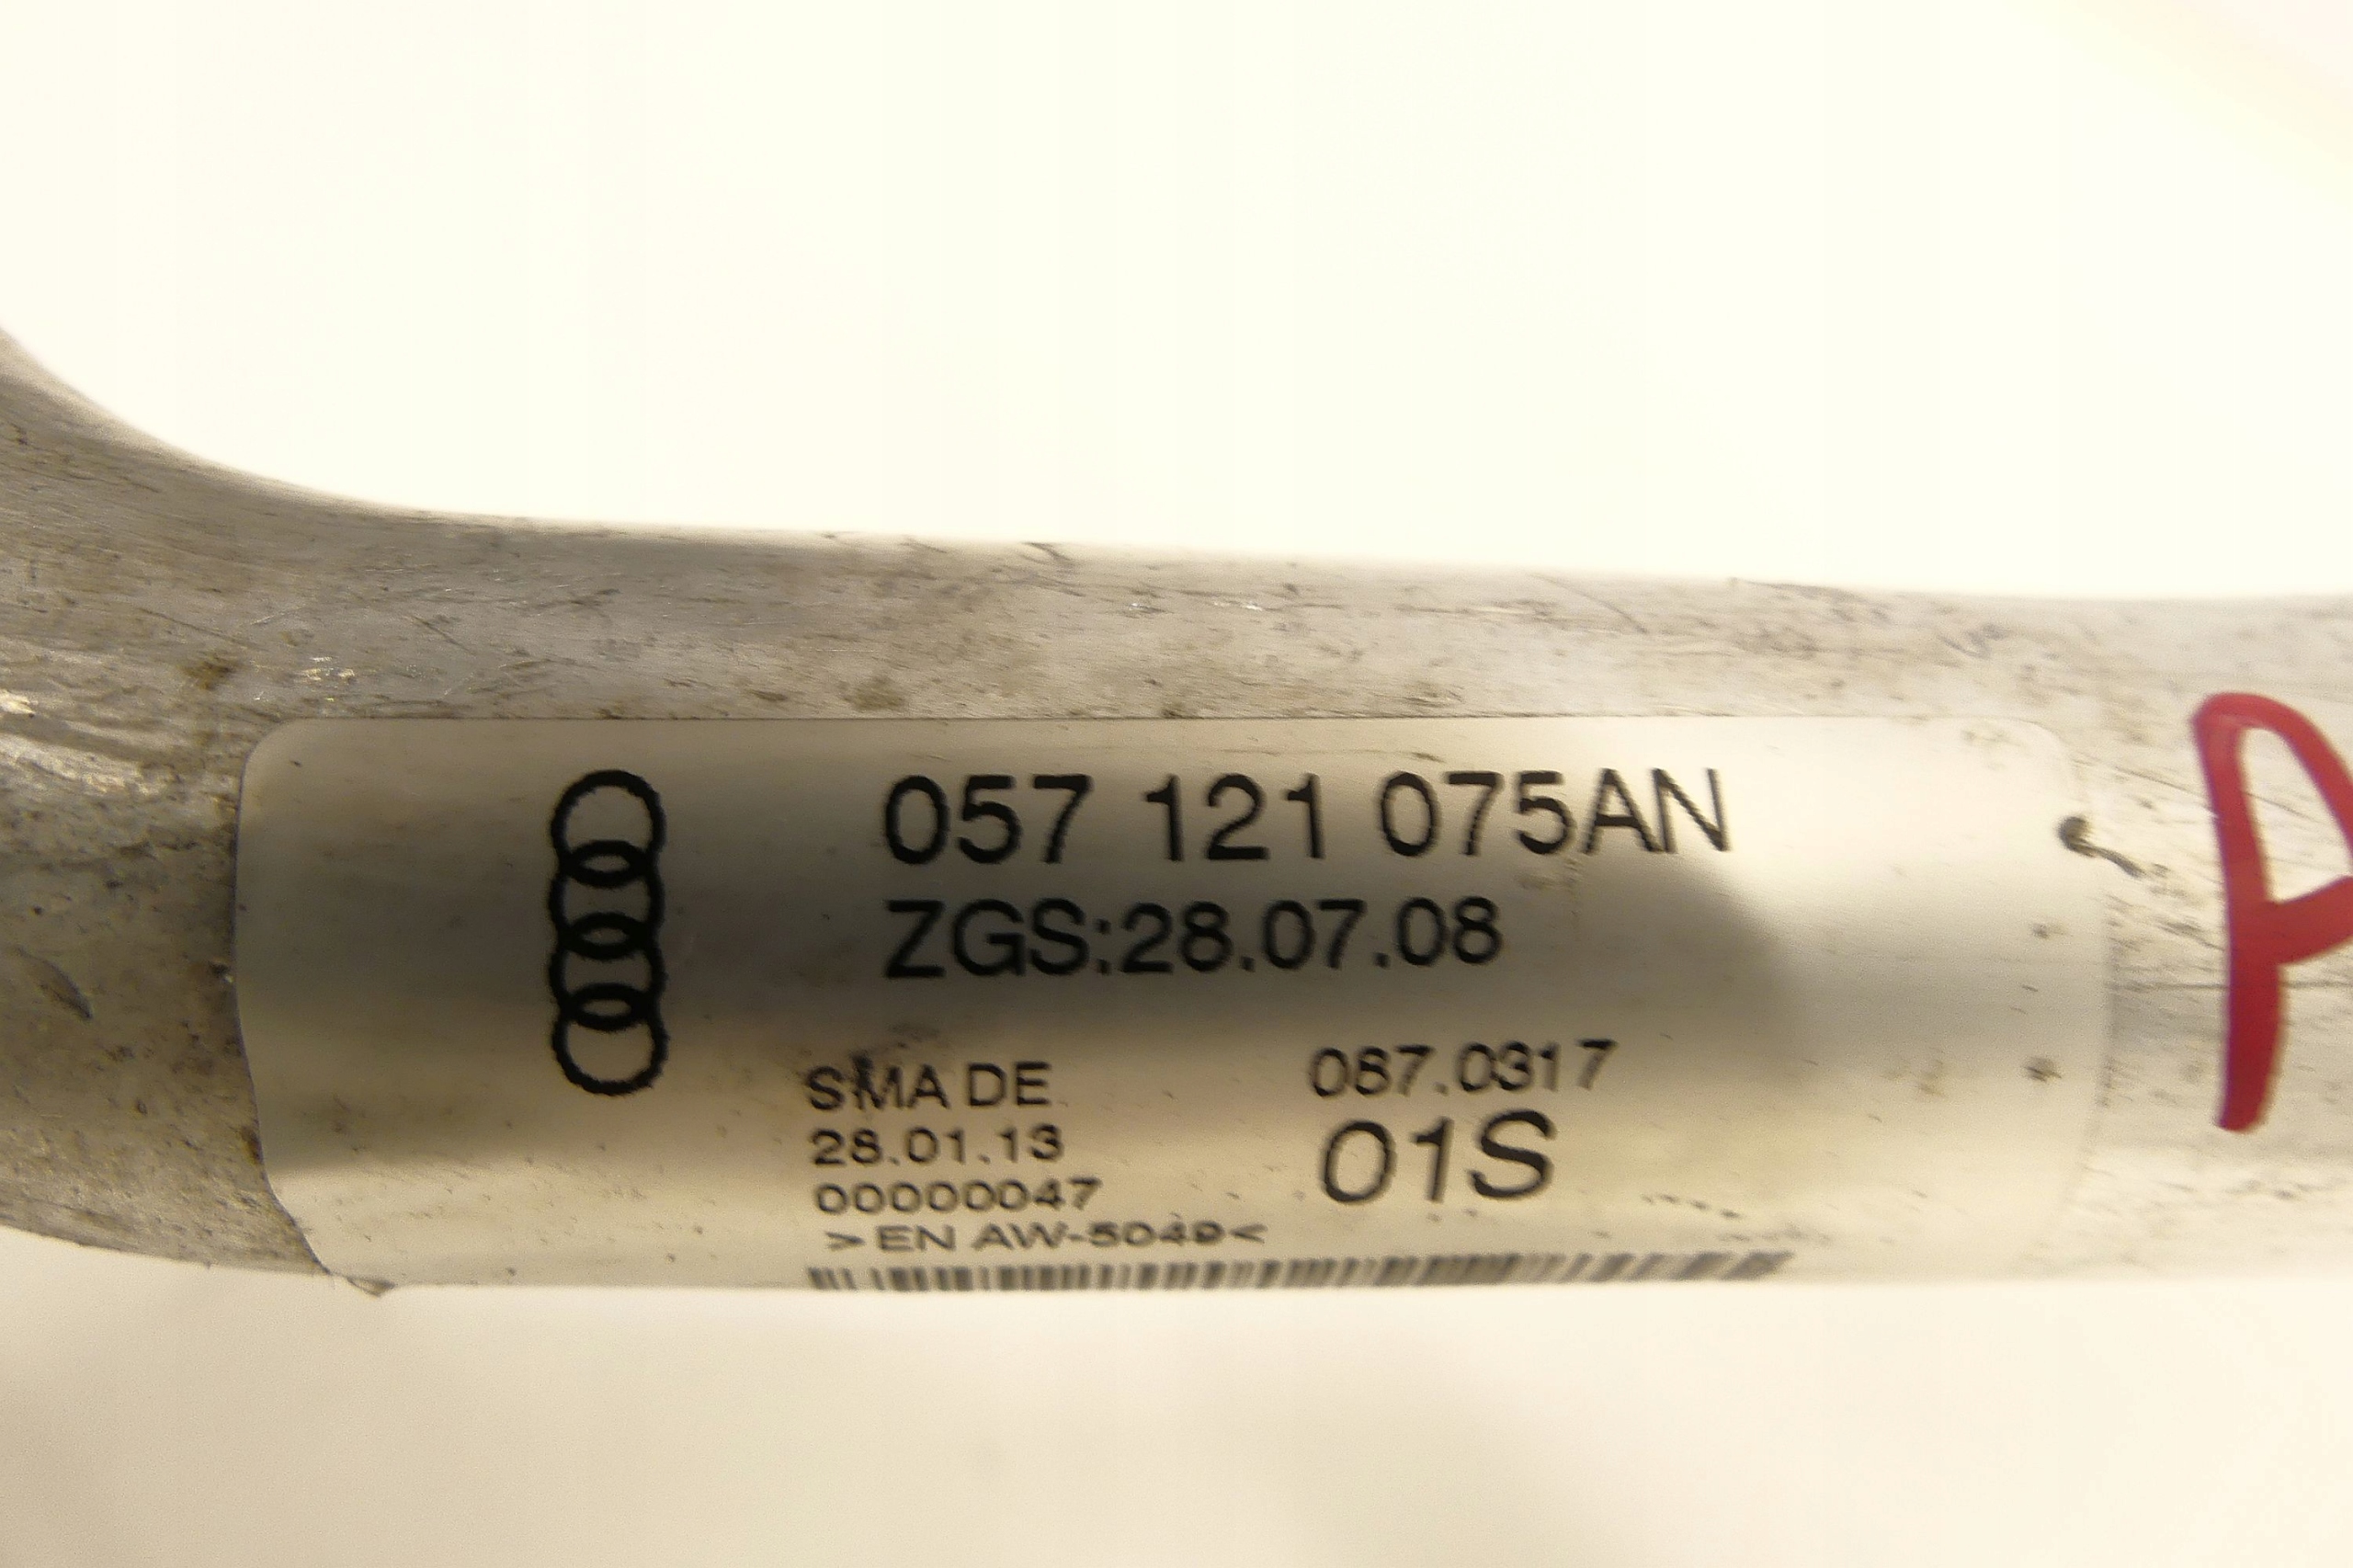 057 121 075AN
ZGS:28.07.08
SMA DE
087.0317
28.01.13
01S
00000047
>EN AW-5049<
A